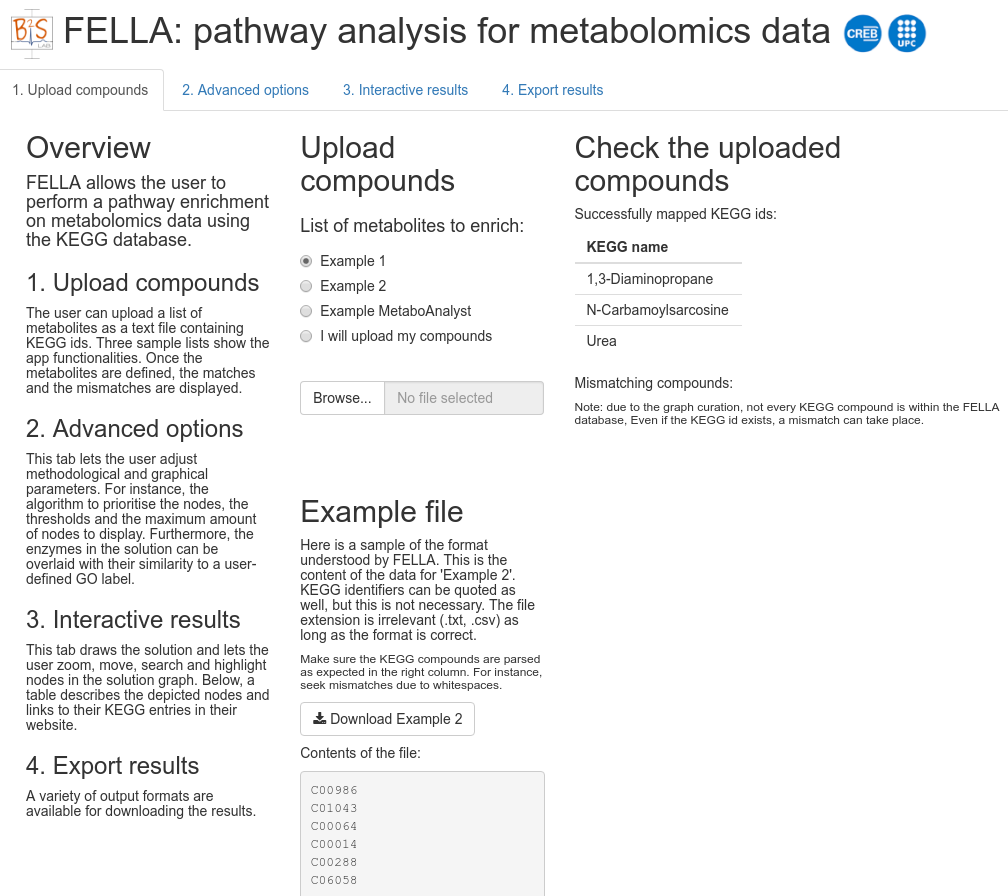 B2S
LAB
FELLA: pathway analysis for metabolomics data
CREB
UPC
1. Upload compounds
2. Advanced options
3. Interactive results
4. Export results
Overview
FELLA allows the user to
perform a pathway enrichment
on metabolomics data using
the KEGG database.
1. Upload compounds
The user can upload a list of
metabolites as a text file containing
KEGG ids. Three sample lists show the
app functionalities. Once the
metabolites are defined, the matches
and the mismatches are displayed.
2. Advanced options
This tab lets the user adjust
methodological and graphical
parameters. For instance, the
algorithm to prioritise the nodes, the
thresholds and the maximum amount
of nodes to display. Furthermore, the
enzymes in the solution can be
overlaid with their similarity to a user-
defined GO label.
3. Interactive results
This tab draws the solution and lets the
user zoom, move, search and highlight
nodes in the solution graph. Below, a
table describes the depicted nodes and
links to their KEGG entries in their
website.
4. Export results
A variety of output formats are
available for downloading the results.
Upload
compounds
List of metabolites to enrich:
Example 1
Example 2
Example MetaboAnalyst
I will upload my compounds
Browse... No file selected
Example file
Here is a sample of the format
understood by FELLA. This is the
content of the data for 'Example 2'.
KEGG identifiers can be quoted as
well, but this is not necessary. The file
extension is irrelevant (.txt, .csv) as
long as the format is correct.
Make sure the KEGG compounds are parsed
as expected in the right column. For instance,
seek mismatches due to whitespaces.
Download Example 2
Contents of the file:
C00986
C01043
C00064
C00014
C00288
C06058
Check the uploaded
compounds
Successfully mapped KEGG ids:
KEGG name
1,3-Diaminopropane
N-Carbamoylsarcosine
Urea
Mismatching compounds:
Note: due to the graph curation, not every KEGG compound is within the FELLA
database, Even if the KEGG id exists, a mismatch can take place.